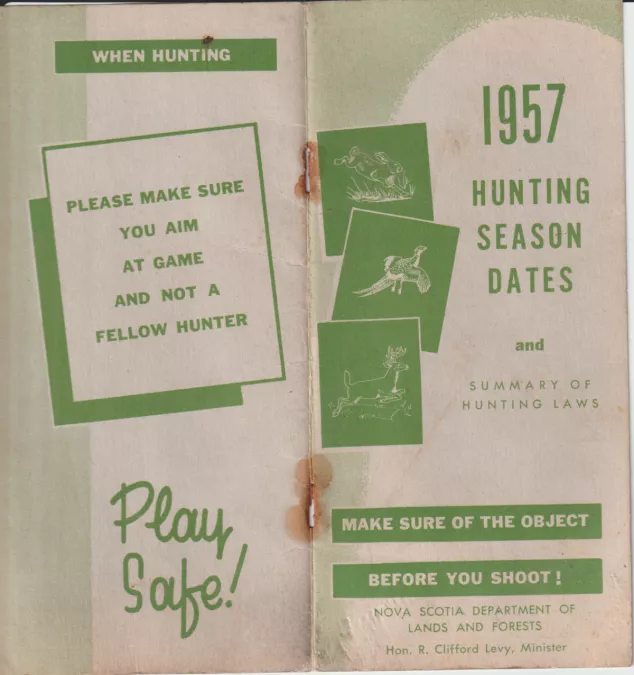 WHEN HUNTING
PLEASE MAKE SURE
YOU AIM
AT GAME
AND NOT A
FELLOW HUNTER
Play
Safe!
1957
HUNTING
SEASON
DATES
and
SUMMARY OF
HUNTING LAWS
MAKE SURE OF THE OBJECT
BEFORE YOU SHOOT!
NOVA SCOTIA DEPARTMENT OF
LANDS AND FORESTS
Hon. R. Clifford Levy, Minister